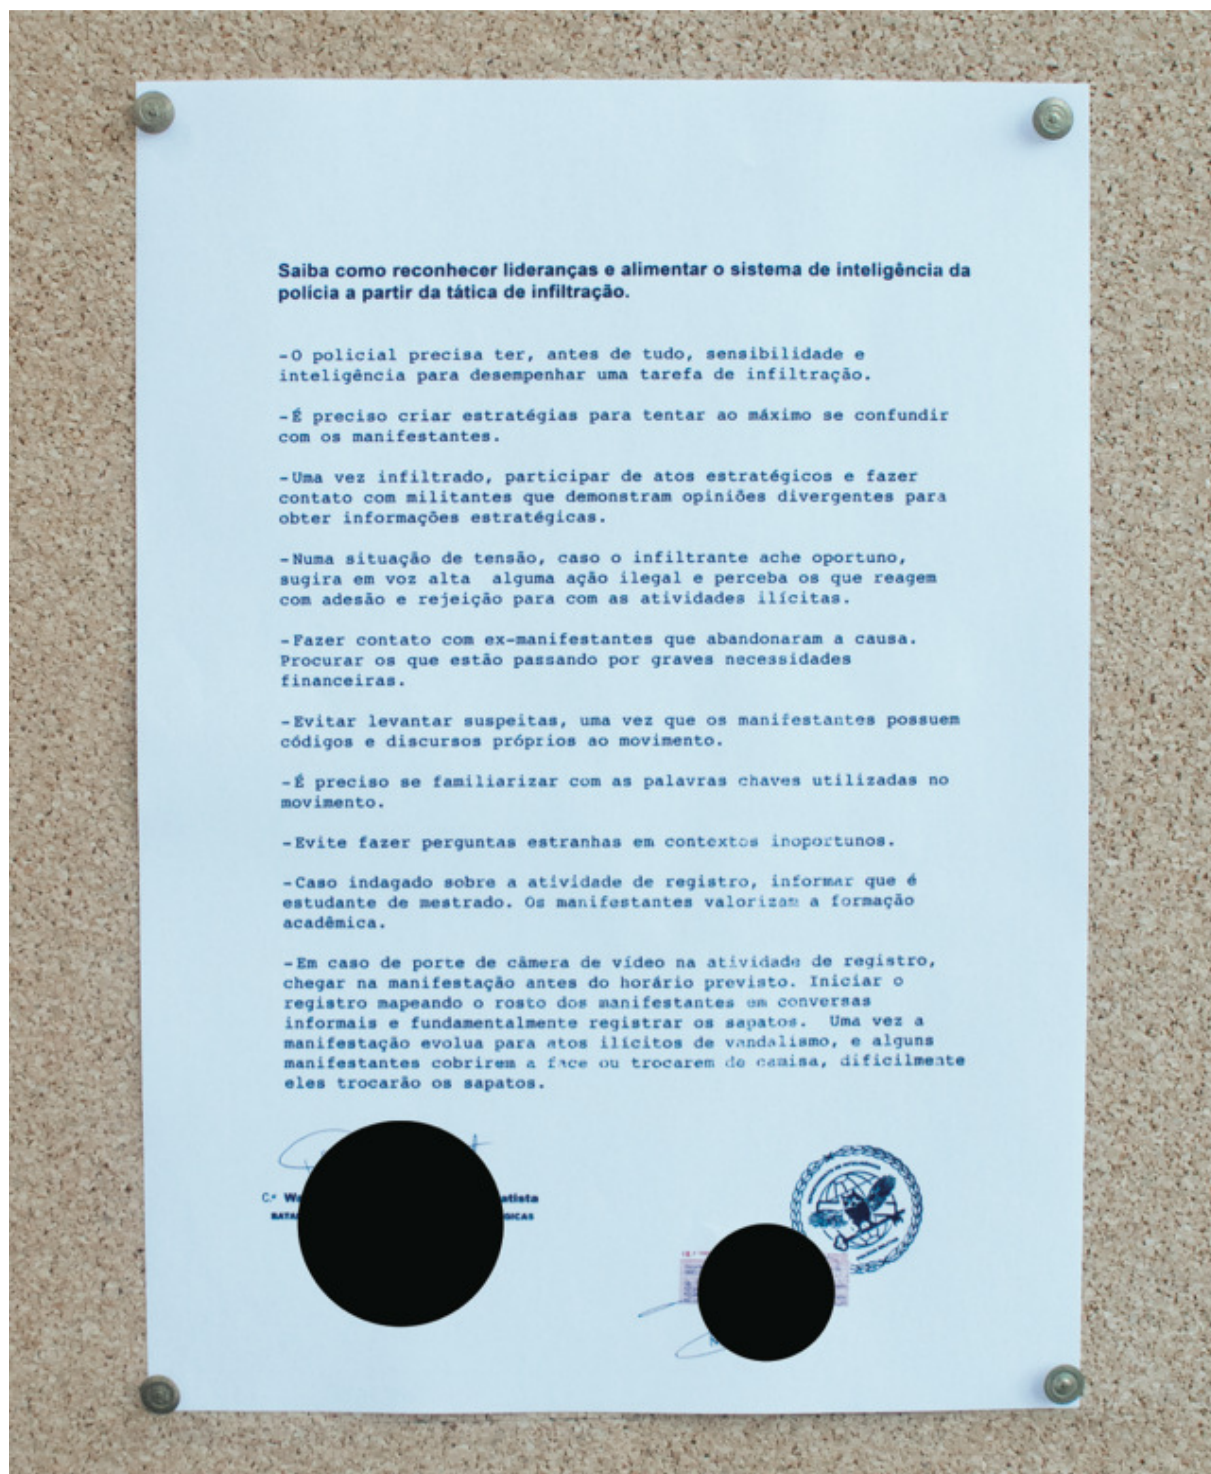 Saiba como reconhecer lideranças e alimentar o sistema de inteligência da
polícia a partir da tática de infiltração.
-O policial precisa ter, antes de tudo, sensibilidade e
inteligência para desempenhar uma tarefa de infiltração.
-É preciso criar estratégias para tentar ao máximo se confundir
com os manifestantes.
-Uma vez infiltrado, participar de atos estratégicos e fazer
contato com militantes que demonstram opiniões divergentes para
obter informações estratégicas.
-Numa situação de tensão, caso o infiltrante ache oportuno,
sugira em voz alta alguma ação ilegal e perceba os que reagem
com adesão e rejeição para com as atividades ilícitas.
-Fazer contato com ex-manifestantes que abandonaram a causa.
Procurar os que estão passando por graves necessidades
financeiras.
-Evitar levantar suspeitas, uma vez que os manifestantes possuem
códigos e discursos próprios ao movimento.
-É preciso se familiarizar com as palavras chaves utilizadas no
movimento.
-Evite fazer perguntas estranhas em contextos inoportunos.
-Caso indagado sobre a atividade de registro, informar que é
estudante de mestrado. Os manifestantes valorizam a formação
acadêmica.
-Em caso de porte de câmera de vídeo na atividade de registro,
chegar na manifestação antes do horário previsto. Iniciar o
registro mapeando o rosto dos manifestantes em conversas
informais e fundamentalmente registrar os sapatos. Uma vez a
manifestação evolua para atos ilícitos de vandalismo, e alguns
manifestantes cobrirem a face ou trocarem de camisa, dificilmente
eles trocarão os sapatos.